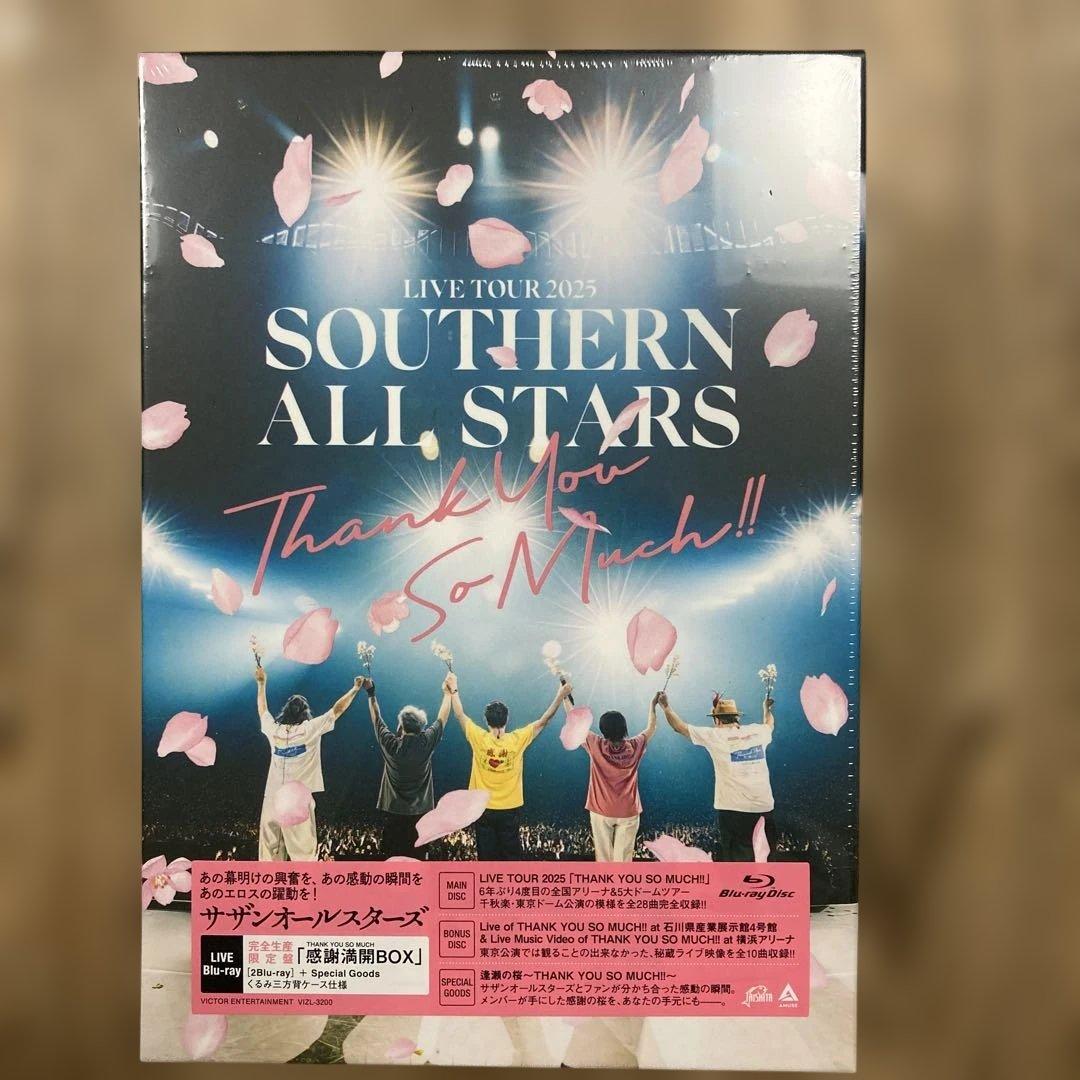 LIVE TOUR 2025
SOUTHERN
ALL STARS
Thank You
So Much!!
感謝
あの幕明けの興奮を、あの感動の瞬間を
あのエロスの躍動を!
サザンオールスターズ
LIVE
Blu-ray
完全生産
限定盤
THANK YOU SO MUCH
「感謝満開BOX」
[2Blu-ray] + Special Goods
くるみ三方背ケース仕様
VICTOR ENTERTAINMENT VIZL-3200
MAIN
DISC
LIVE TOUR 2025「THANK YOU SO MUCH!!」
6年ぶり4度目の全国アリーナ&5大ドームツアー
千秋楽・東京ドーム公演の模様を全28曲完全収録!!
Blu-ray Disc
BONUS
DISC
Live of THANK YOU SO MUCH!! at 石川県産業展示館4号館
& Live Music Video of THANK YOU SO MUCH!! at 横浜アリーナ
東京公演では観ることの出来なかった、秘蔵ライブ映像を全10曲収録!!
SPECIAL
GOODS
逢瀬の桜〜THANK YOU SO MUCH!!〜
サザンオールスターズとファンが分かち合った感動の瞬間。
メンバーが手にした感謝の桜を、あなたの手元にも——。
TAISHITA
AMUSE